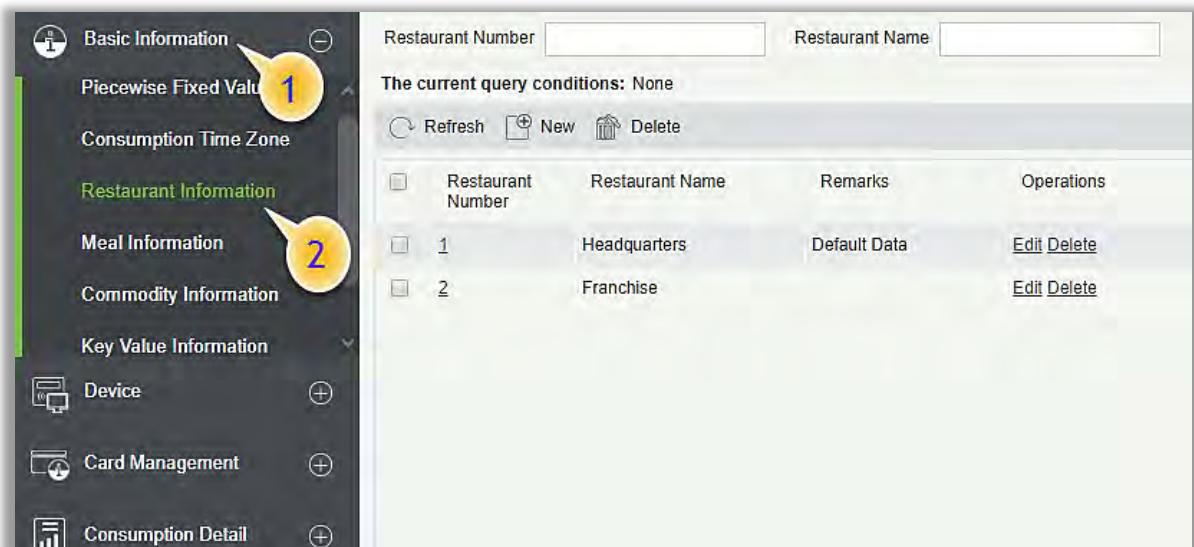 Basic Information
Piecewise Fixed Valu
1
Consumption Time Zone
Restaurant Information
2
Meal Information
Commodity Information
Key Value Information
Device
Card Management
Consumption Detail
Restaurant Number Restaurant Name
The current query conditions: None
Refresh New Delete
Restaurant Number Restaurant Name Remarks Operations
1 Headquarters Default Data Edit Delete
2 Franchise Edit Delete